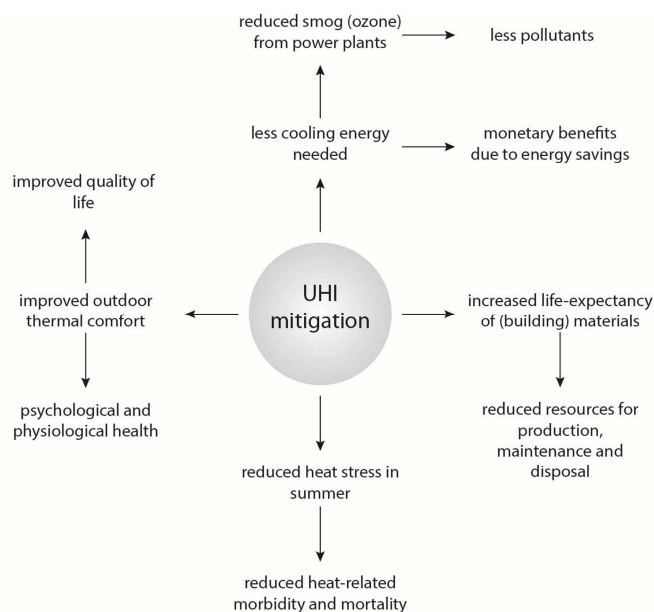 reduced smog (ozone)
from power plants
less pollutants
less cooling energy
needed
monetary benefits
due to energy savings
improved quality of
life
UHI
mitigation
improved outdoor
thermal comfort
increased life-expectancy
of (building) materials
psychological and
physiological health
reduced resources for
production,
maintenance and
disposal
reduced heat stress in
summer
reduced heat-related
morbidity and mortality